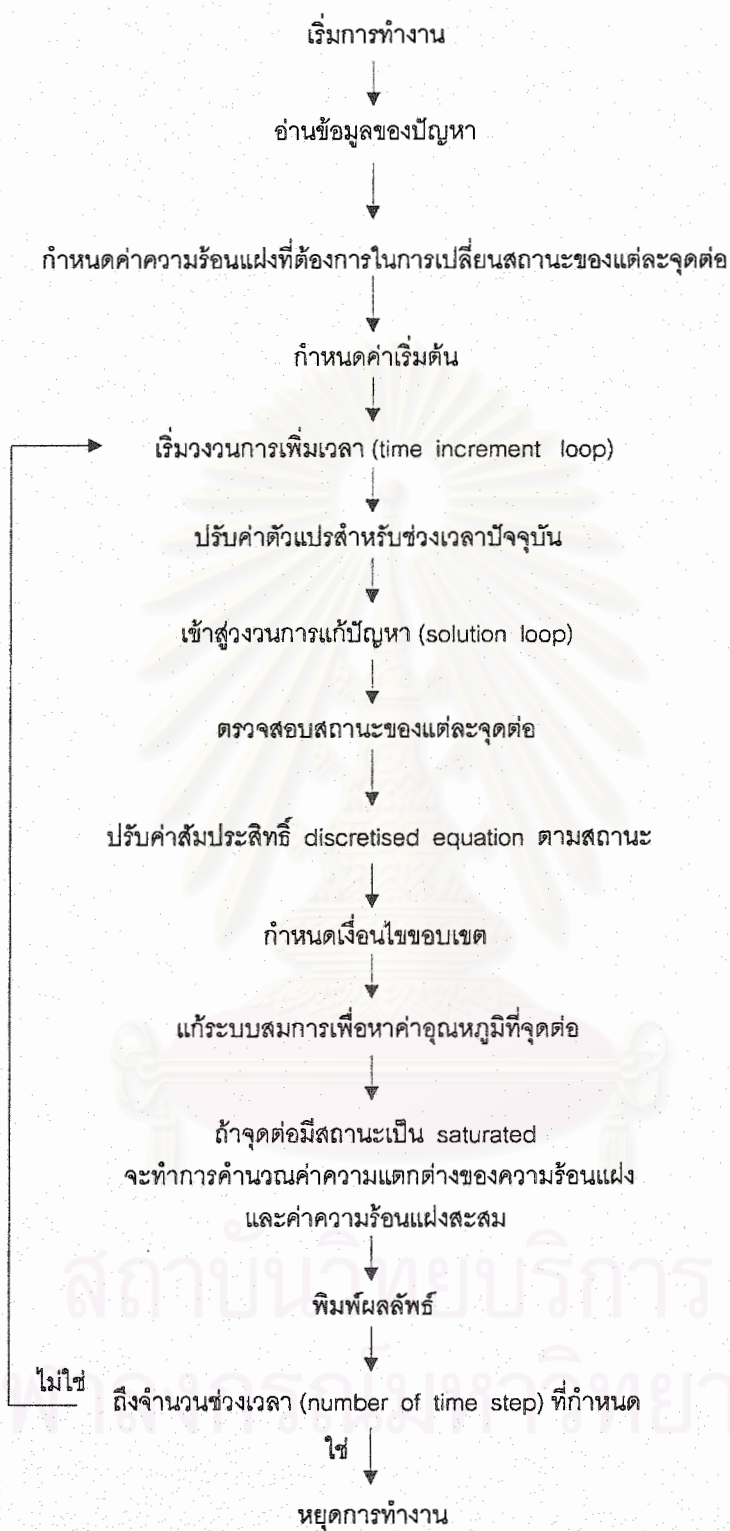 เริ่มการทำงาน
อ่านข้อมูลของปัญหา
กำหนดค่าความร้อนแฝงที่ต้องการในการเปลี่ยนสถานะของแต่ละจุดต่อ
กำหนดค่าเริ่มต้น
เริ่มวงวนการเพิ่มเวลา (time increment loop)
ปรับค่าตัวแปรสำหรับช่วงเวลาปัจจุบัน
เข้าสู่วงวนการแก้ปัญหา (solution loop)
ตรวจสอบสถานะของแต่ละจุดต่อ
ปรับค่าสัมประสิทธิ์ discretised equation ตามสถานะ
กำหนดเงื่อนไขขอบเขต
แก้ระบบสมการเพื่อหาค่าอุณหภูมิที่จุดต่อ
ถ้าจุดต่อมีสถานะเป็น saturated
จะทำการคำนวณค่าความแตกต่างของความร้อนแฝง
และค่าความร้อนแฝงสะสม
สถาบันวิทยบริการ
พิมพ์ผลลัพธ์
ไม่ใช่
ถึงจำนวนช่วงเวลา (number of time step) ที่กำหนด
ใช่
หยุดการทำงาน